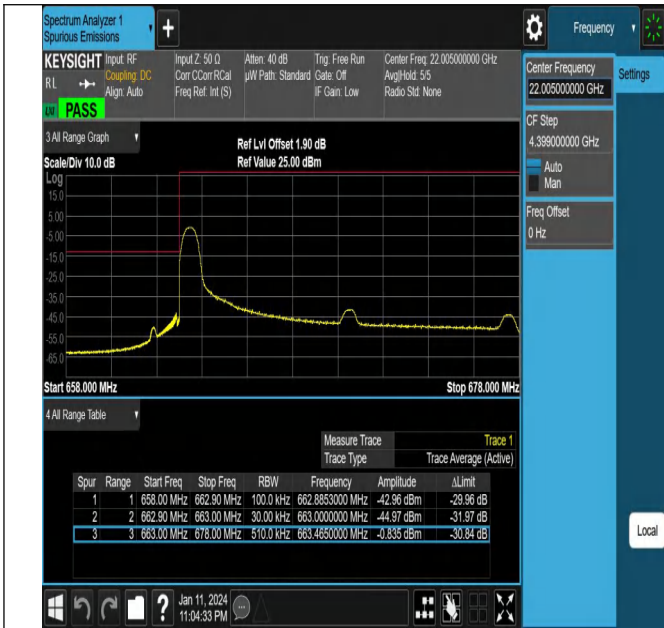 Spectrum Analyzer 1
Spurious Emissions
Frequency
KEYSIGHT Input: RF Input Z: 50 Ω Atten: 40 dB Trig: Free Run Center Freq: 22.005000000 GHz
RL Coupling: DC Corr CCorr RCal µW Path: Standard Gate: Off Avg|Hold: 5/5
Align: Auto Freq Ref: Int (S) IF Gain: Low Radio Std: None
PASS
Center Frequency
22.005000000 GHz
Settings
CF Step
4.399000000 GHz
Auto
Man
Freq Offset
0 Hz
3 All Range Graph
Ref Lvl Offset 1.90 dB
Scale/Div 10.0 dB Ref Value 25.00 dBm
Log
15.0
5.00
-5.00
-15.0
-25.0
-35.0
-45.0
-55.0
-65.0
Start 658.000 MHz Stop 678.000 MHz
4 All Range Table
Measure Trace Trace 1
Trace Type Trace Average (Active)
Spur Range Start Freq Stop Freq RBW Frequency Amplitude ΔLimit
1 1 658.00 MHz 662.90 MHz 100.0 kHz 662.8853000 MHz -42.96 dBm -29.96 dB
2 2 662.90 MHz 663.00 MHz 30.00 kHz 663.0000000 MHz -44.97 dBm -31.97 dB
3 3 663.00 MHz 678.00 MHz 510.0 kHz 663.4650000 MHz -0.835 dBm -30.84 dB
Local
Jan 11, 2024
11:04:33 PM